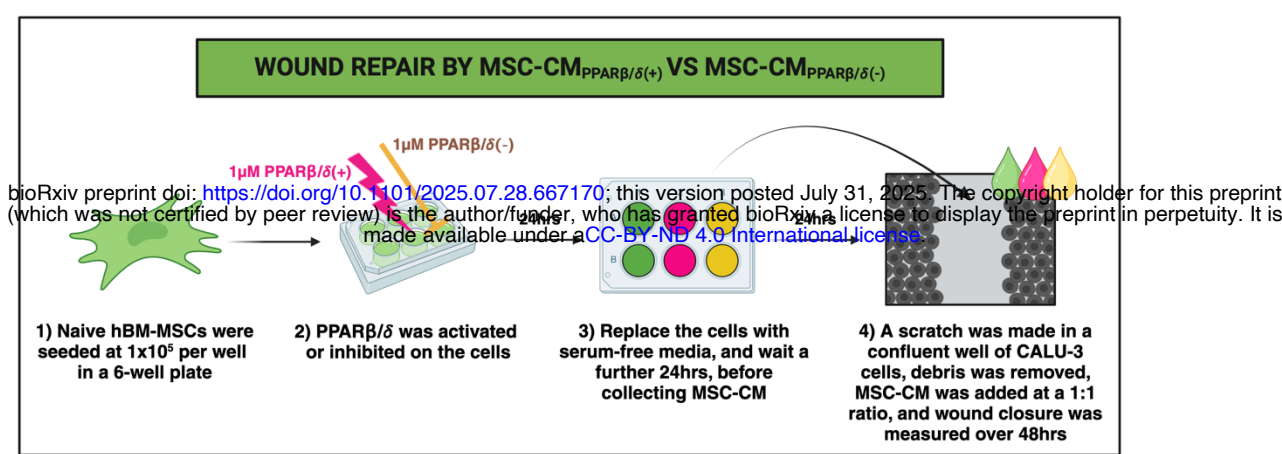 WOUND REPAIR BY MSC-CMPPARβ/δ(+) VS MSC-CMPPARβ/δ(-)
1µM PPARβ/δ(-)
1µM PPARβ/δ(+)
bioRxiv preprint doi: https://doi.org/10.1101/2025.07.28.667170; this version posted July 31, 2025. The copyright holder for this preprint
(which was not certified by peer review) is the author/funder, who has granted bioRxiv a license to display the preprint in perpetuity. It is
made available under aCC-BY-ND 4.0 International license.
24hrs
24hrs
B
1) Naive hBM-MSCs were
seeded at 1x10⁵ per well
in a 6-well plate
2) PPARβ/δ was activated
or inhibited on the cells
3) Replace the cells with
serum-free media, and wait a
further 24hrs, before
collecting MSC-CM
4) A scratch was made in a
confluent well of CALU-3
cells, debris was removed,
MSC-CM was added at a 1:1
ratio, and wound closure was
measured over 48hrs